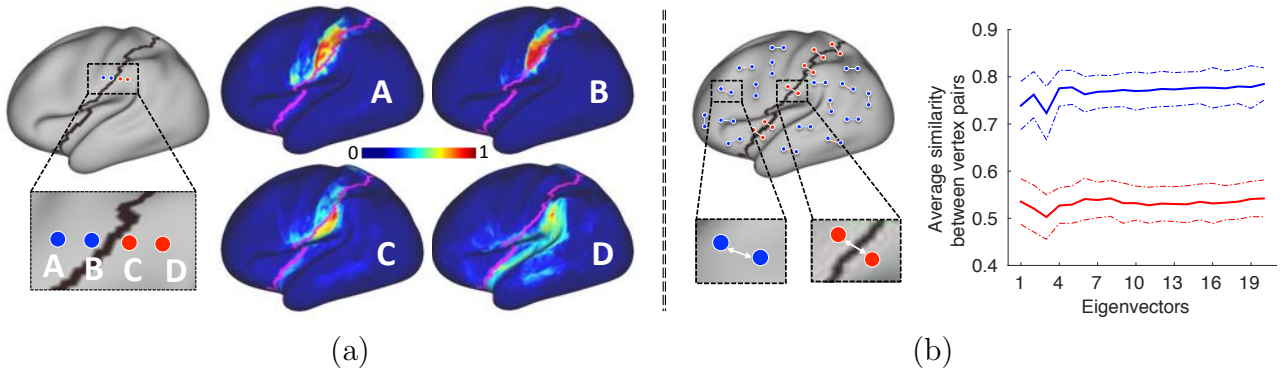 A
B
0
1
C
D
A
B
C
D
(a)
Average similarity
between vertex pairs
0.9
0.8
0.7
0.6
0.5
0.4
1 4 7 10 13 16 19
Eigenvectors
(b)